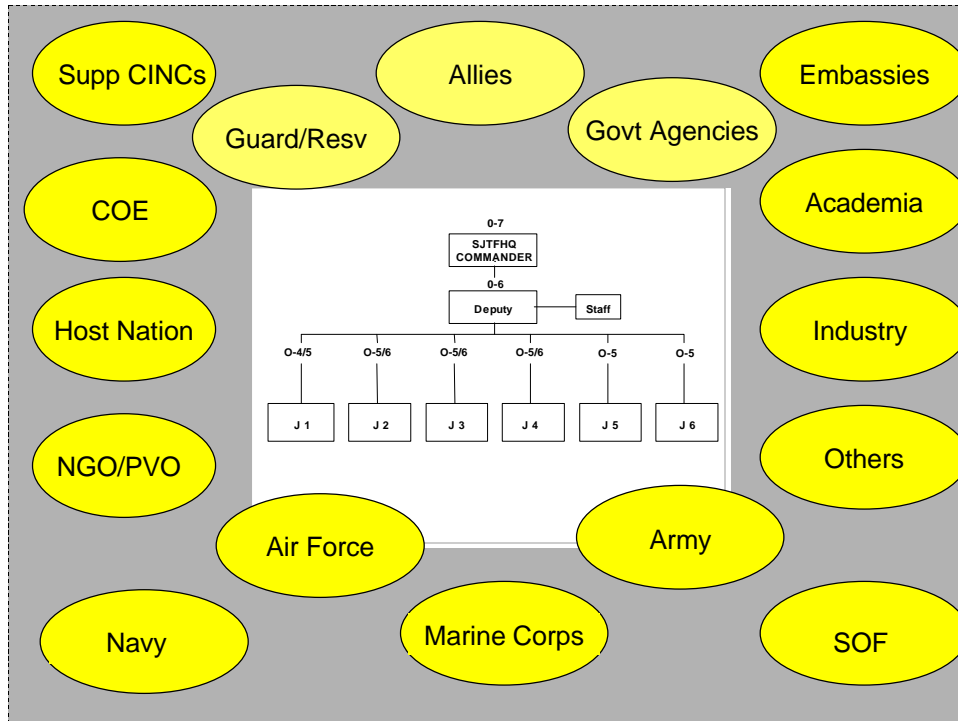 Supp CINCs
Allies
Embassies
Guard/Resv
Govt Agencies
COE
Academia
0-7
SJTFHQ
COMMANDER
0-6
Deputy
Staff
Host Nation
Industry
O-4/5 O-5/6 O-5/6 O-5/6 O-5 O-5
J 1 J 2 J 3 J 4 J 5 J 6
NGO/PVO
Others
Air Force
Army
Navy
Marine Corps
SOF